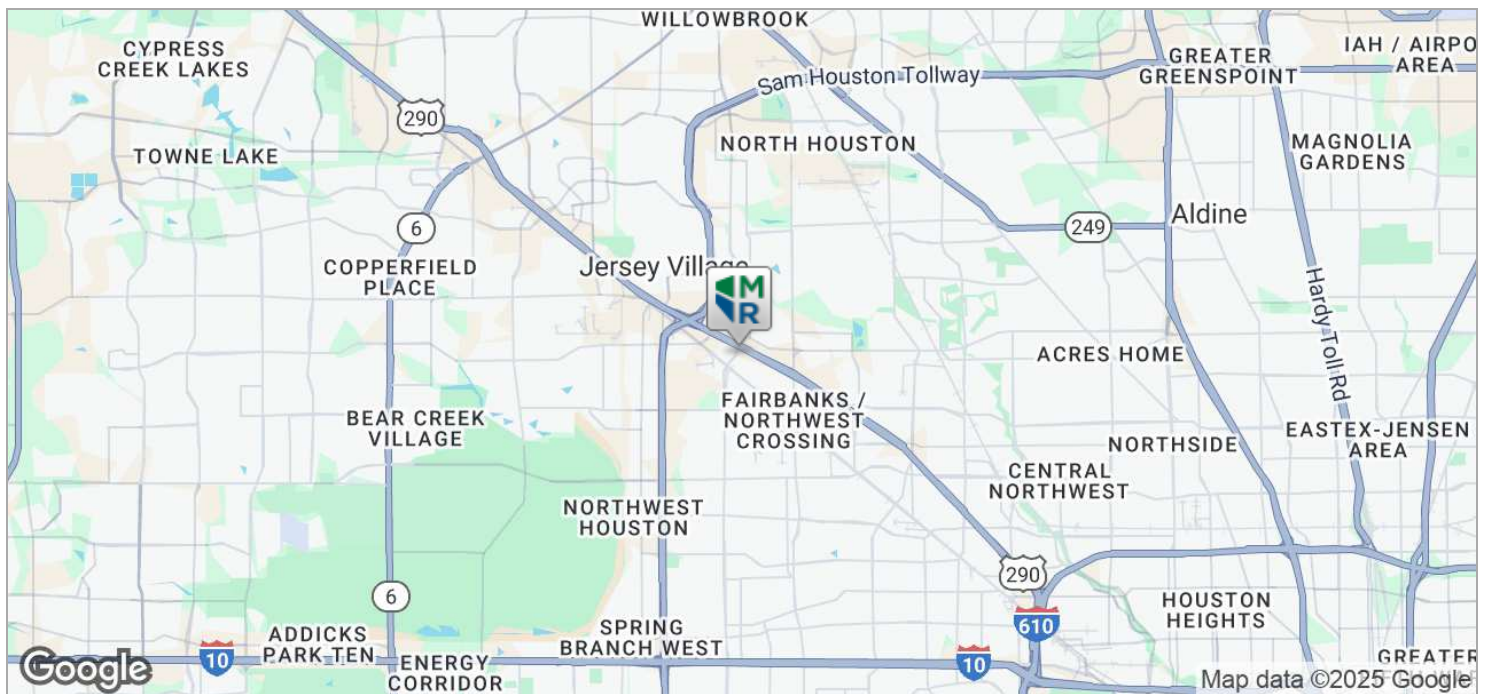 WILLOWBROOK
CYPRESS
CREEK LAKES
IAH / AIRPO
AREA
GREATER
GREENSPOINT
Sam Houston Tollway
290
NORTH HOUSTON
MAGNOLIA
GARDENS
TOWNE LAKE
6
249
Aldine
COPPERFIELD
PLACE
Jersey Village
M
R
Hardy Toll Rd
ACRES HOME
FAIRBANKS /
NORTHWEST
CROSSING
BEAR CREEK
VILLAGE
EASTEX-JENSEN
AREA
NORTHSIDE
CENTRAL
NORTHWEST
NORTHWEST
HOUSTON
290
6
HOUSTON
HEIGHTS
610
SPRING
BRANCH WEST
ADDICKS
PARK TEN
10
ENERGY
CORRIDOR
10
GREATER
Google
Map data ©2025 Google